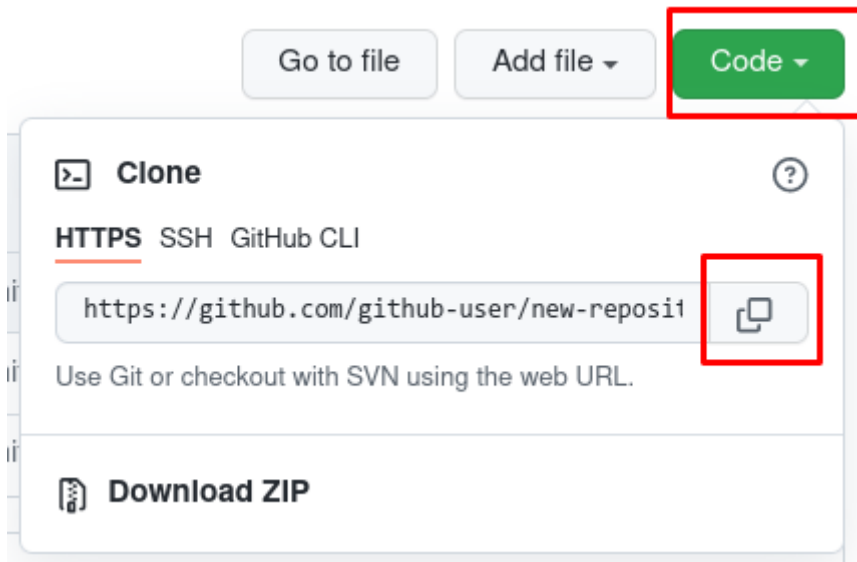 Go to file Add file Code
Clone
HTTPS SSH GitHub CLI
https://github.com/github-user/new-reposit
Use Git or checkout with SVN using the web URL.
Download ZIP